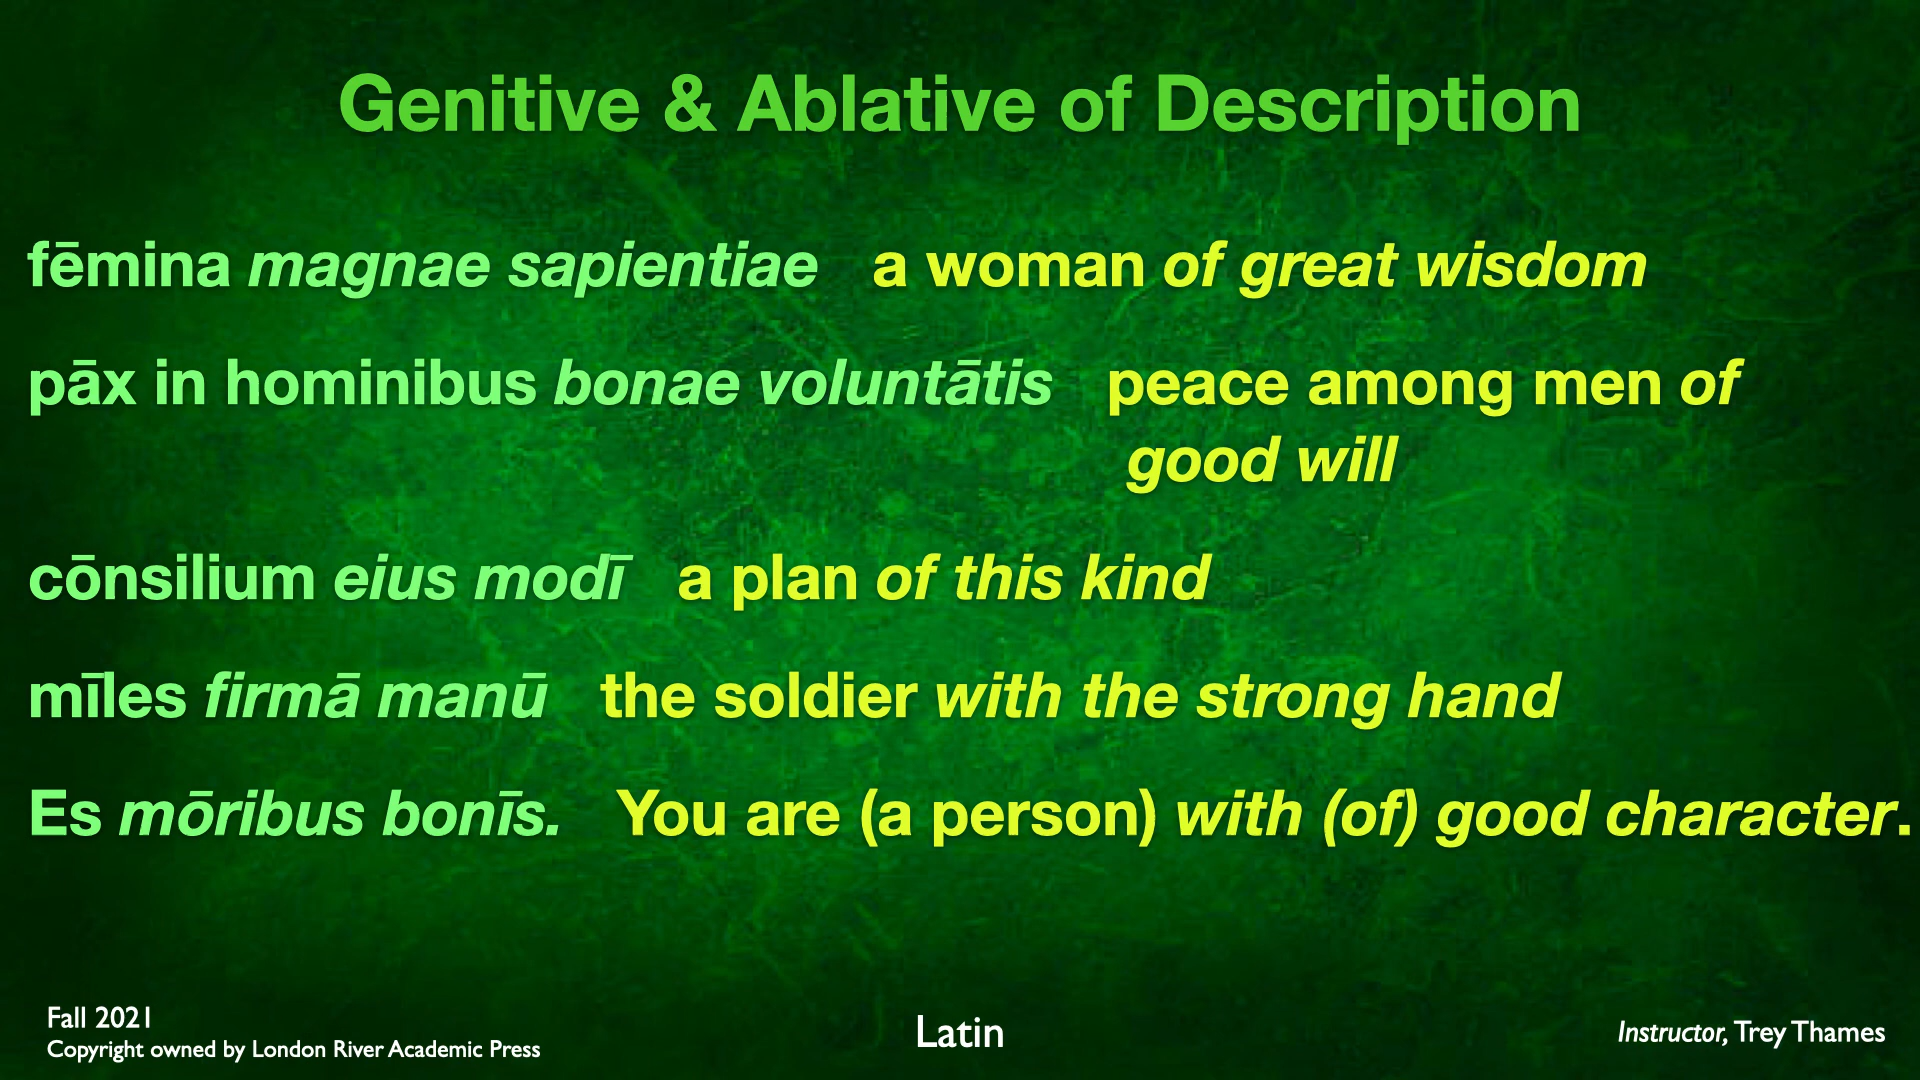 Genitive & Ablative of Description
fēmina magnae sapientiae a woman of great wisdom
pāx in hominibus bonae voluntātis peace among men of
good will
cōnsilium eius modī a plan of this kind
mīles firmā manū the soldier with the strong hand
Es mōribus bonīs. You are (a person) with (of) good character.
Fall 2021
Copyright owned by London River Academic Press
Latin
Instructor, Trey Thames